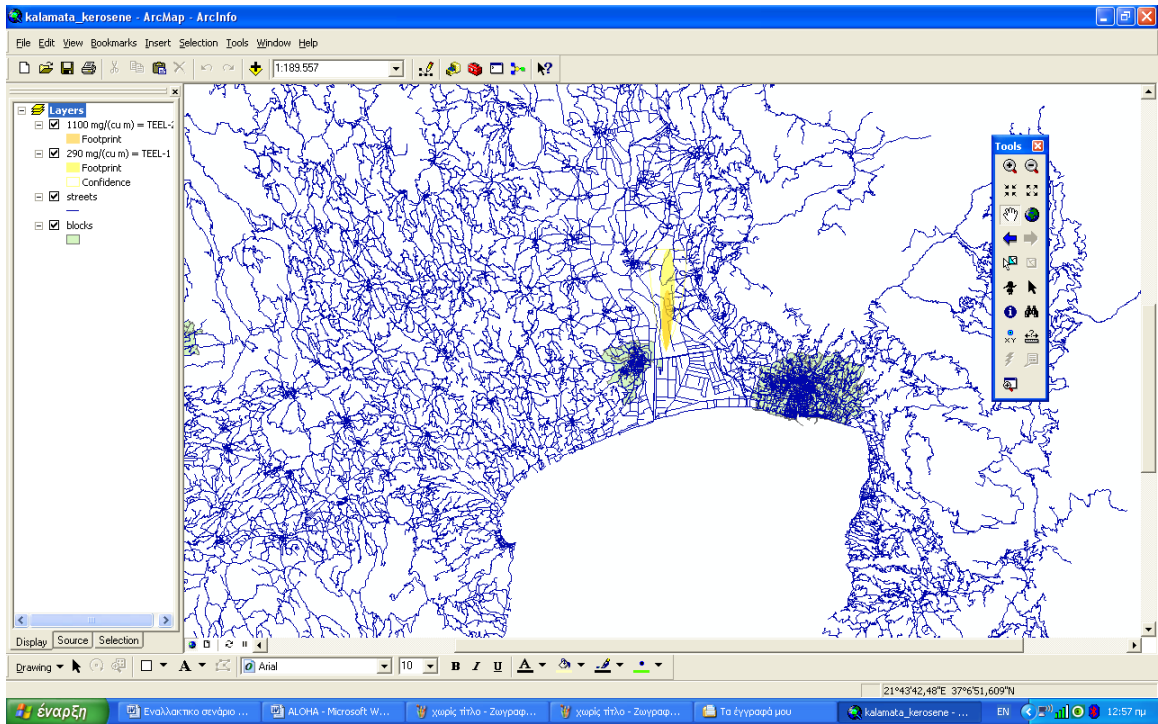 kalamata_kerosene - ArcMap - ArcInfo
File Edit View Bookmarks Insert Selection Tools Window Help
1:189.557
Layers
1100 mg/(cu m) = TEEL-2
Footprint
290 mg/(cu m) = TEEL-1
Footprint
Confidence
streets
blocks
Tools
XY
Display Source Selection
Drawing A Arial 10 B I U A
21°43'42,48"E 37°6'51,609"N
έναρξη Εναλλακτικο σενάριο ... ALOHA - Microsoft W... χωρίς τίτλο - Ζωγραφ... χωρίς τίτλο - Ζωγραφ... Τα έγγραφά μου kalamata_kerosene - ... EN 12:57 πμ